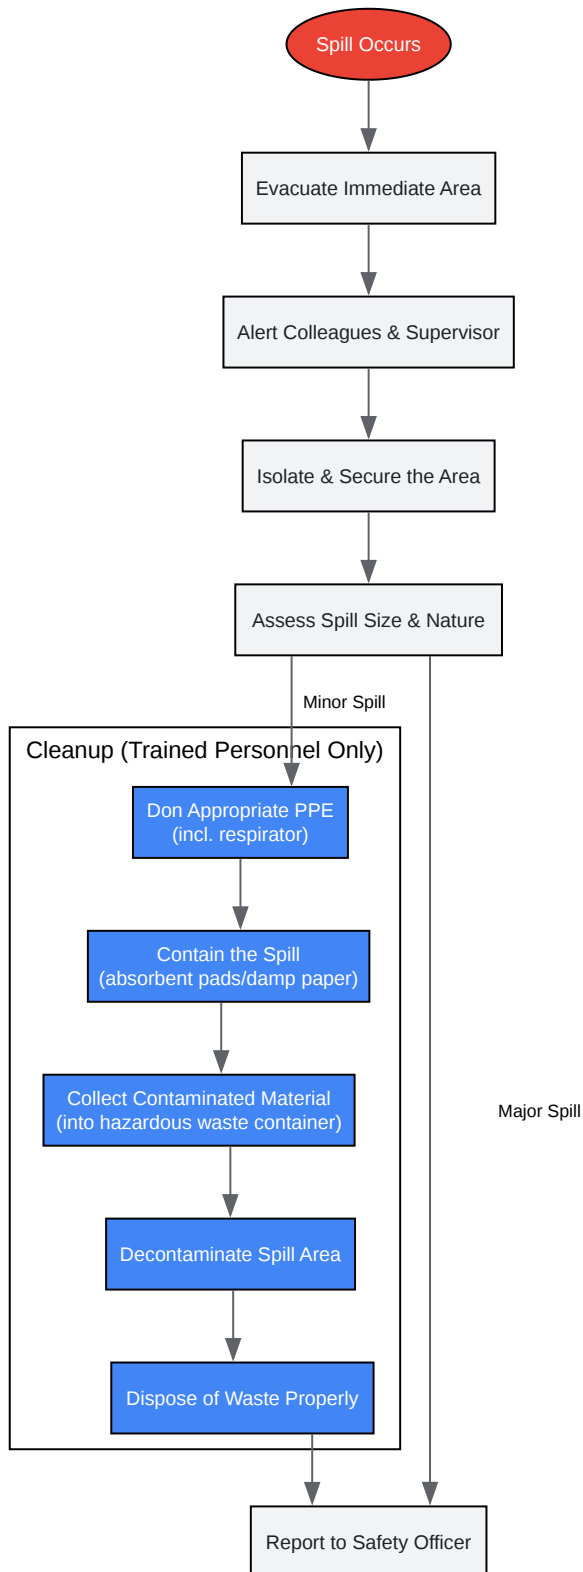 Spill Occurs
Evacuate Immediate Area
Alert Colleagues & Supervisor
Isolate & Secure the Area
Assess Spill Size & Nature
Minor Spill
Cleanup (Trained Personnel Only)
Don Appropriate PPE
(incl. respirator)
Contain the Spill
(absorbent pads/damp paper)
Collect Contaminated Material
(into hazardous waste container)
Major Spill
Decontaminate Spill Area
Dispose of Waste Properly
Report to Safety Officer